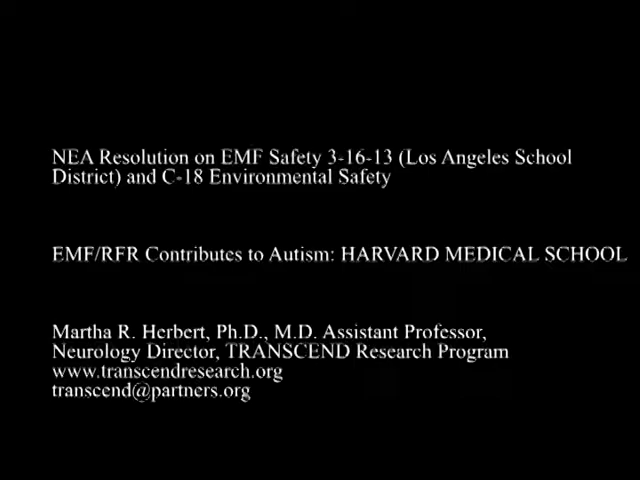 NEA Resolution on EMF Safety 3-16-13 (Los Angeles School
District) and C-18 Environmental Safety
EMF/RFR Contributes to Autism: HARVARD MEDICAL SCHOOL
Martha R. Herbert, Ph.D., M.D. Assistant Professor,
Neurology Director, TRANSCEND Research Program
www.transcendresearch.org
transcend@partners.org